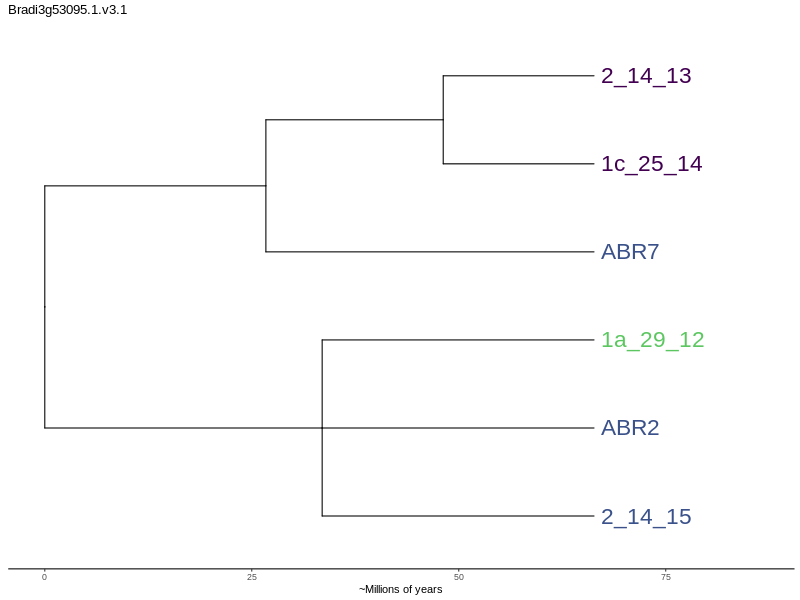 Bradi3g53095.1.v3.1
2_14_13
1c_25_14
ABR7
1a_29_12
ABR2
2_14_15
0 25 50 75
~Millions of years